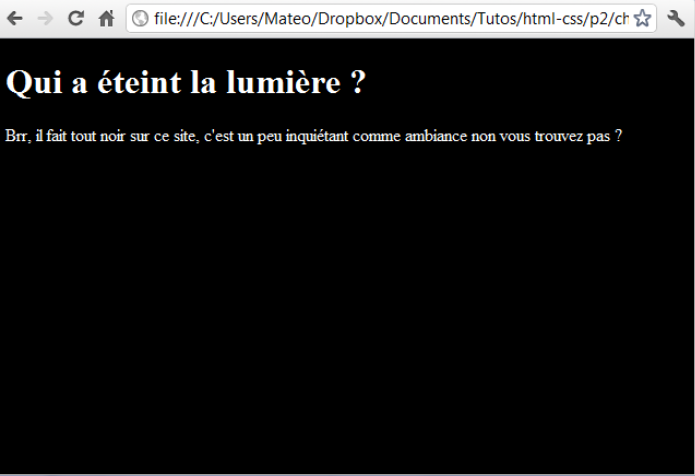 file:///C:/Users/Mateo/Dropbox/Documents/Tutos/html-css/p2/ch
Qui a éteint la lumière ?
Brr, il fait tout noir sur ce site, c'est un peu inquiétant comme ambiance non vous trouvez pas ?